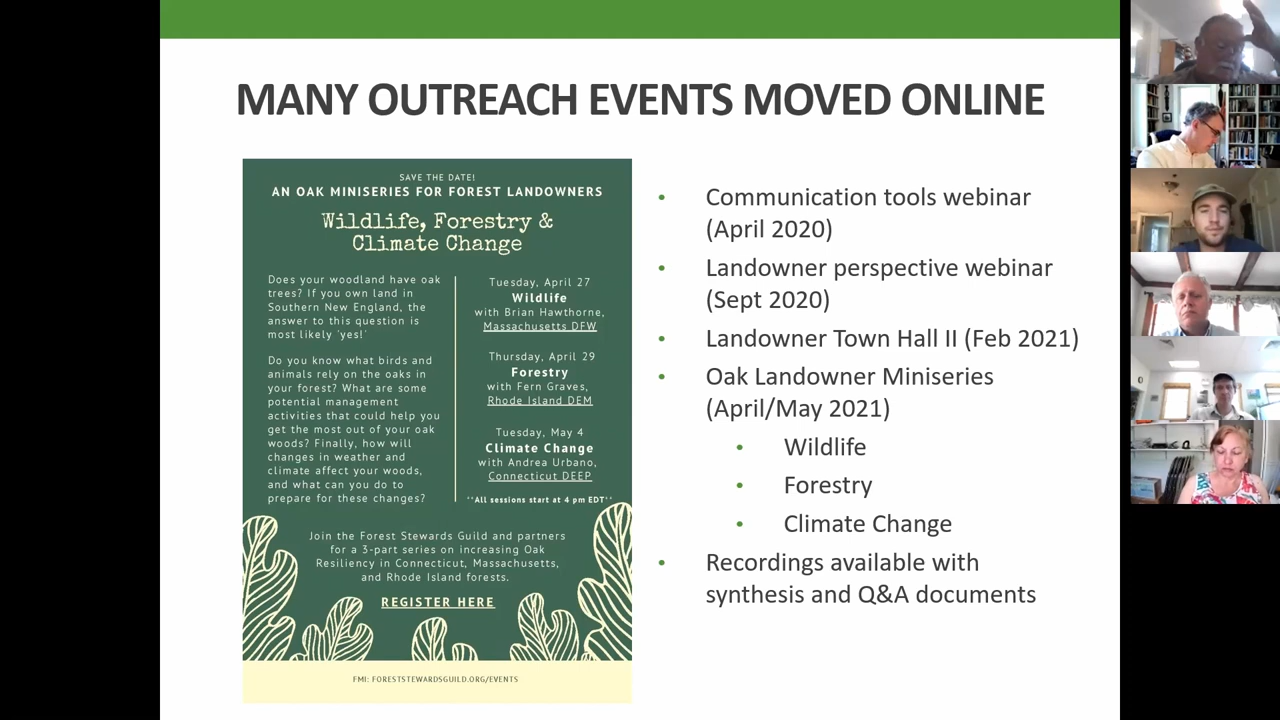 MANY OUTREACH EVENTS MOVED ONLINE
SAVE THE DATE!
AN OAK MINISERIES FOR FOREST LANDOWNERS
Wildlife, Forestry &
Climate Change
Does your woodland have oak
trees? If you own land in
Southern New England, the
answer to this question is
most likely 'yes!'
Do you know what birds and
animals rely on the oaks in
your forest? What are some
potential management
activities that could help you
get the most out of your oak
woods? Finally, how will
changes in weather and
climate affect your woods,
and what can you do to
prepare for these changes?
Tuesday, April 27
Wildlife
with Brian Hawthorne,
Massachusetts DFW
Thursday, April 29
Forestry
with Fern Graves,
Rhode Island DEM
Tuesday, May 4
Climate Change
with Andrea Urbano,
Connecticut DEEP
**All sessions start at 4 pm EDT**
Join the Forest Stewards Guild and partners
for a 3-part series on increasing Oak
Resiliency in Connecticut, Massachusetts,
and Rhode Island forests.
REGISTER HERE
FMI: FORESTSTEWARDSGUILD.ORG/EVENTS
• Communication tools webinar
(April 2020)
• Landowner perspective webinar
(Sept 2020)
• Landowner Town Hall II (Feb 2021)
• Oak Landowner Miniseries
(April/May 2021)
• Wildlife
• Forestry
• Climate Change
• Recordings available with
synthesis and Q&A documents